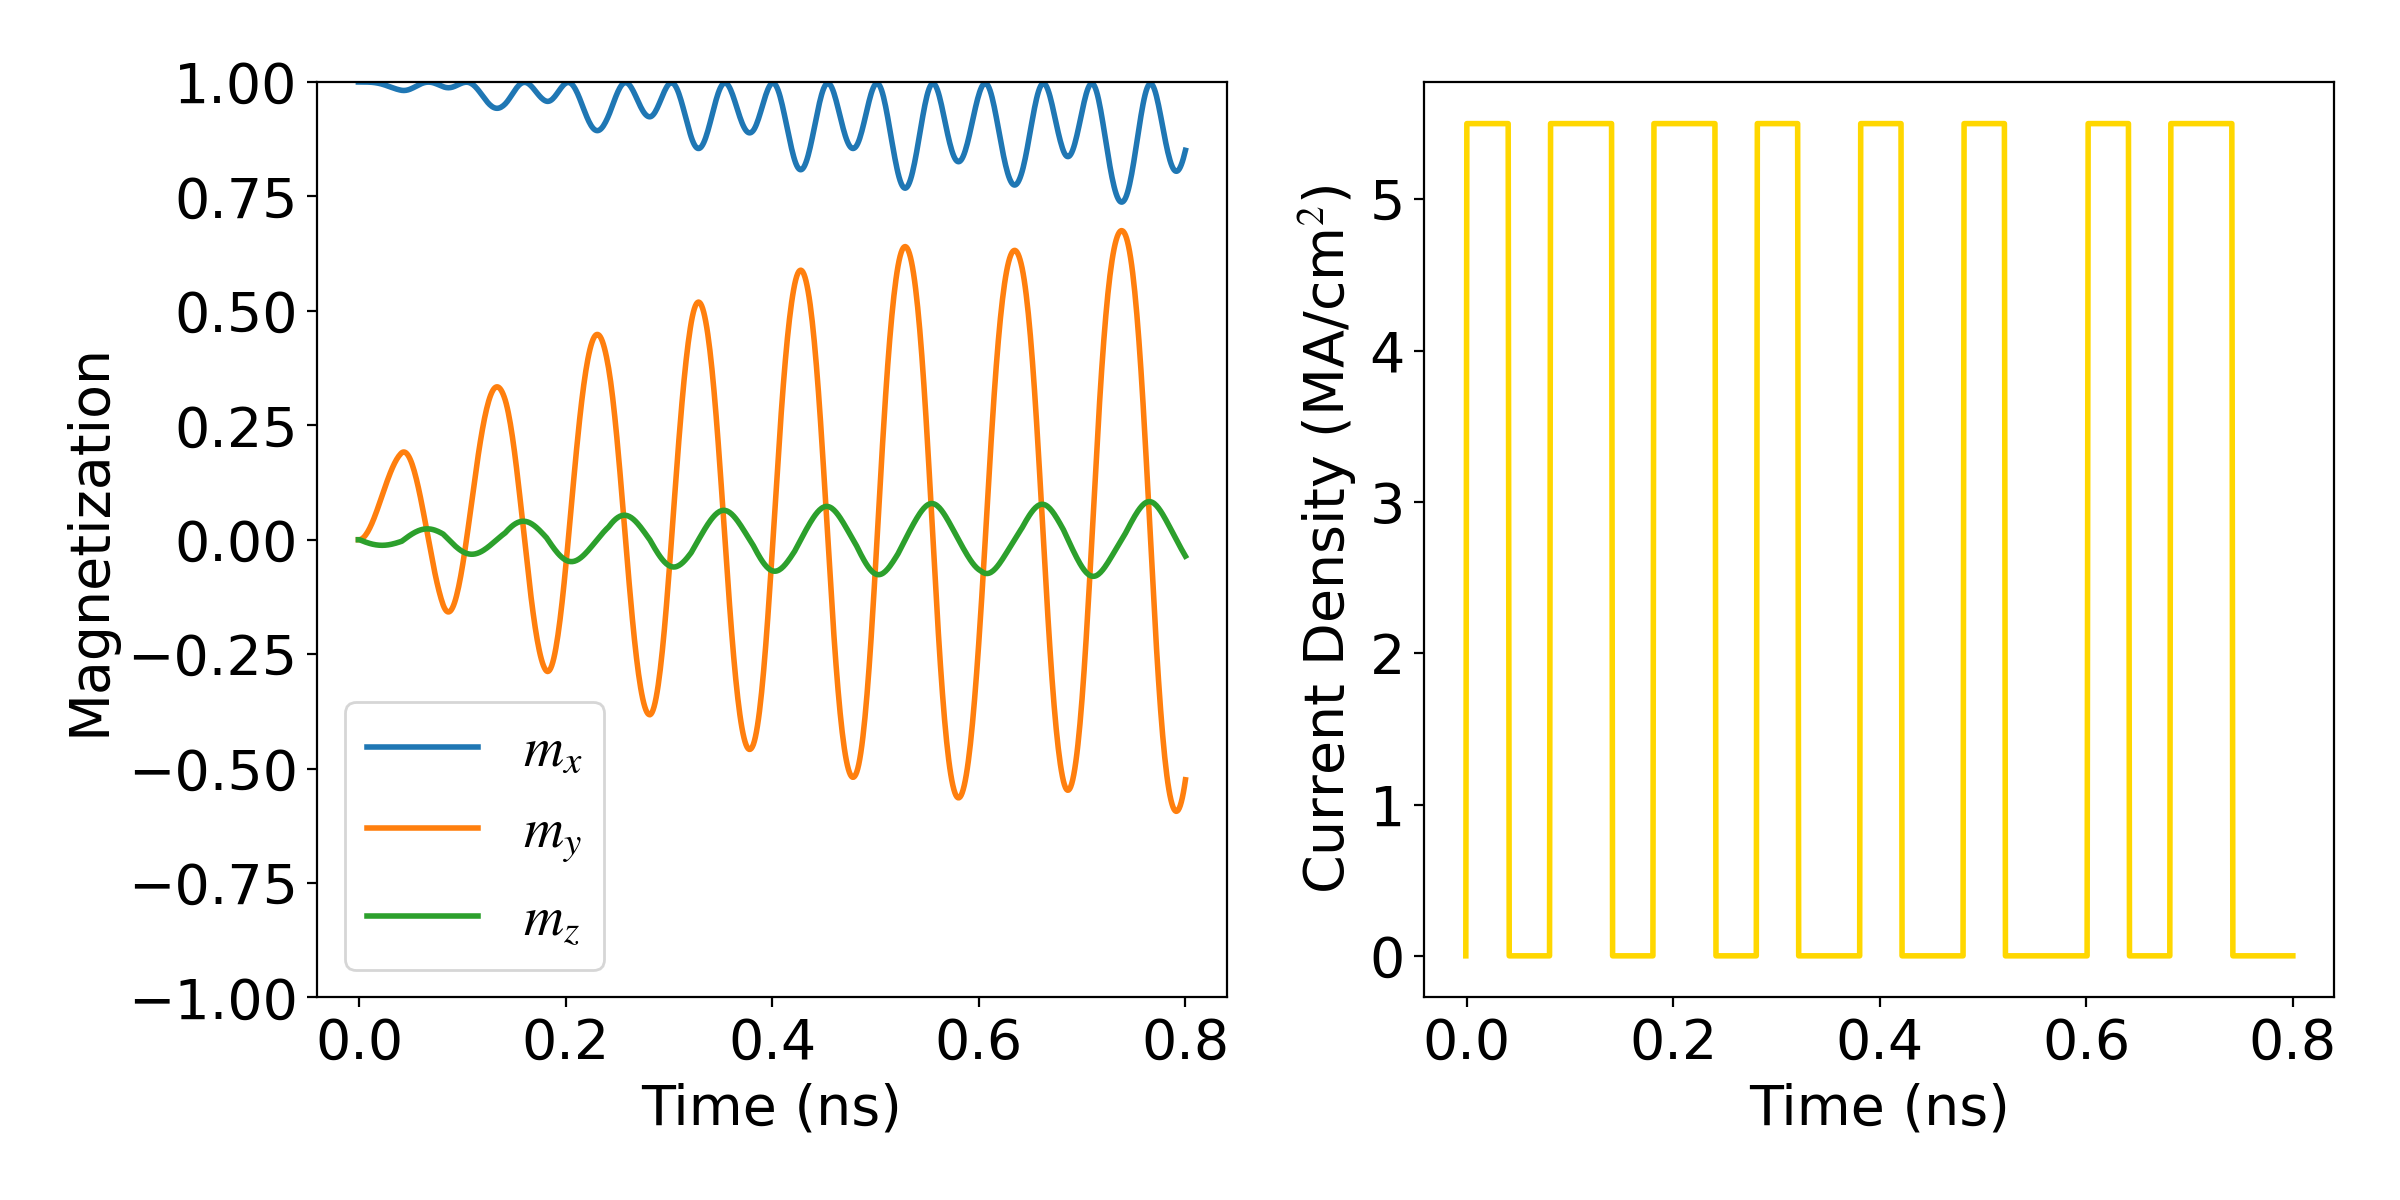 1.00
0.75
0.50
0.25
0.00
−0.25
−0.50
−0.75
−1.00
Magnetization
m_x
m_y
m_z
0.0 0.2 0.4 0.6 0.8
Time (ns)
5
4
3
2
1
0
Current Density (MA/cm²)
0.0 0.2 0.4 0.6 0.8
Time (ns)